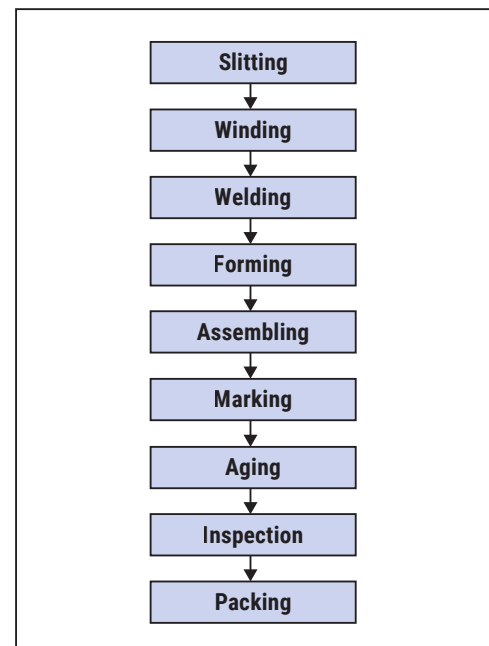 Slitting
Winding
Welding
Forming
Assembling
Marking
Aging
Inspection
Packing